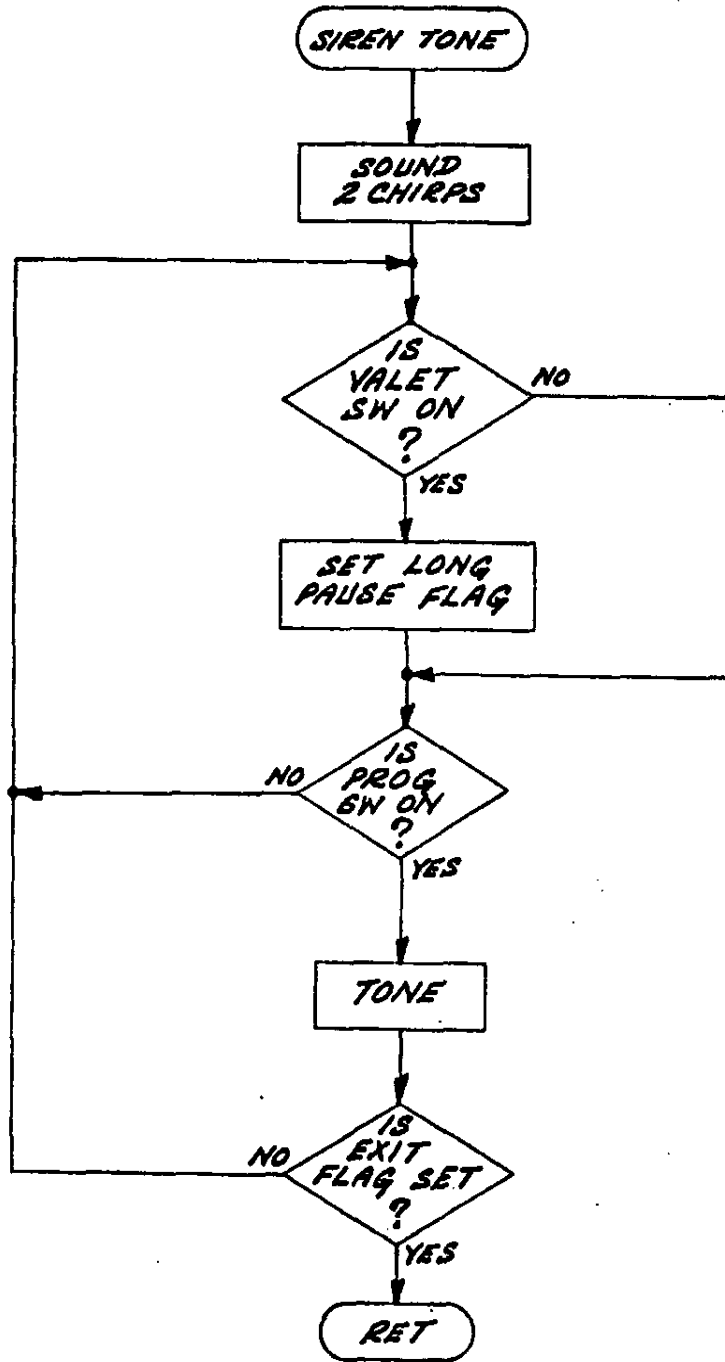 SIREN TONE
SOUND
2 CHIRPS
IS
VALET
SW ON
?
NO
YES
SET LONG
PAUSE FLAG
IS
PROG
SW ON
?
NO
YES
TONE
IS
EXIT
FLAG SET
?
NO
YES
RET